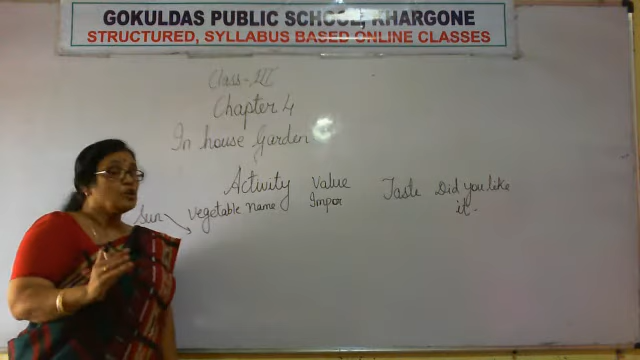 GOKULDAS PUBLIC SCHOOL, KHARGONE
STRUCTURED, SYLLABUS BASED ONLINE CLASSES
Class - III
Chapter 4
In house Garden
Activity Value Taste Did you like
Sun Vegetable Name Impor it.